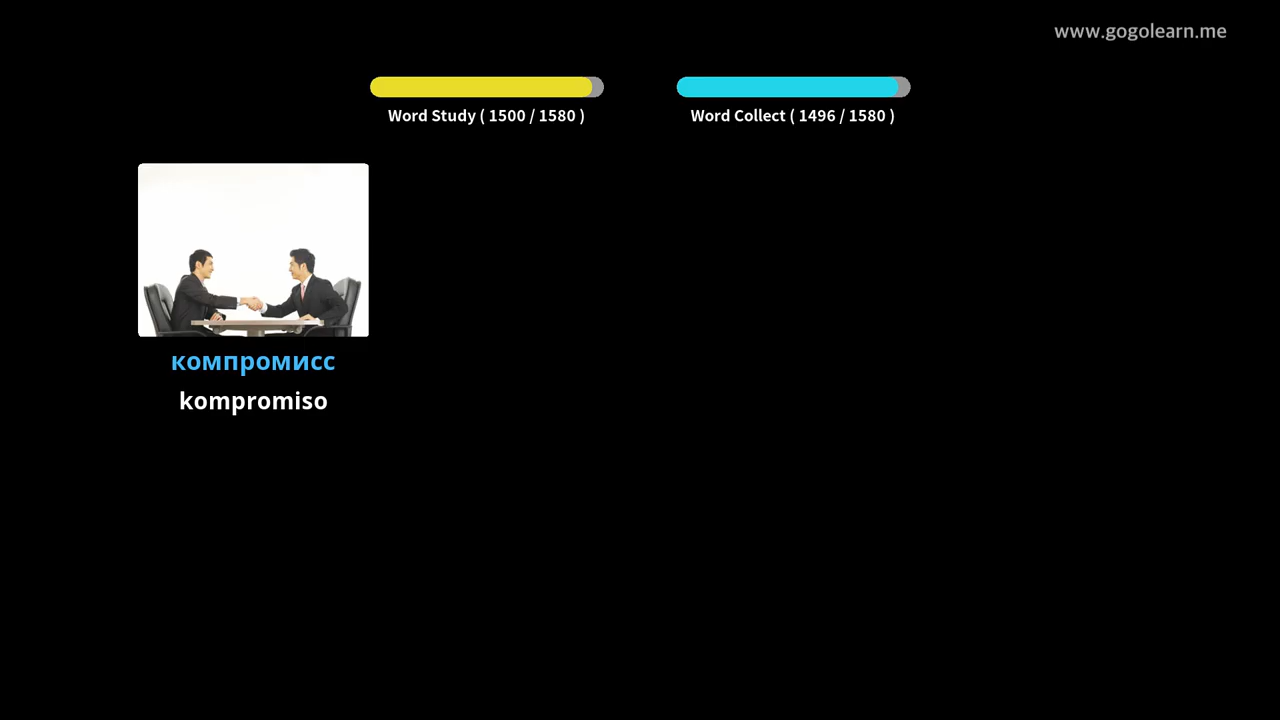 www.gogolearn.me
Word Study ( 1500 / 1580 )
Word Collect ( 1496 / 1580 )
компромисс
kompromiso